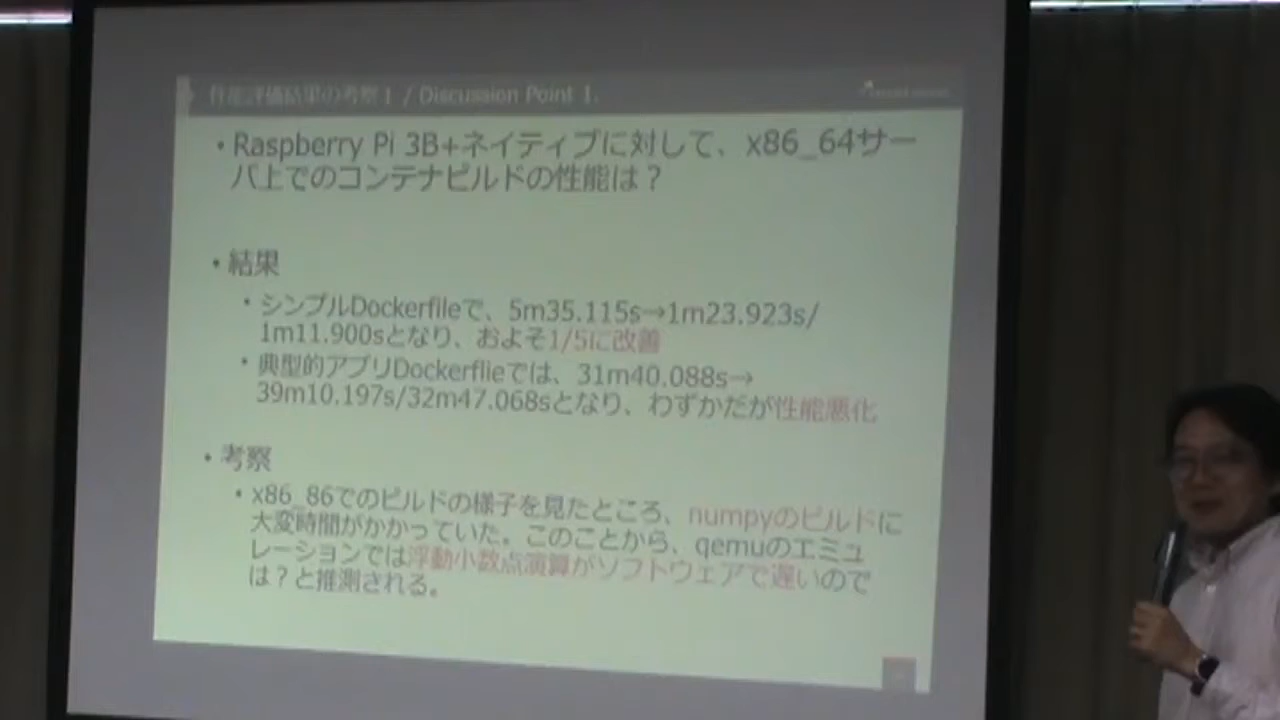 性能評価結果の考察1 / Discussion Point 1.
・Raspberry Pi 3B+ネイティブに対して、x86_64サー
バ上でのコンテナビルドの性能は？
・結果
・シンプルDockerfileで、5m35.115s→1m23.923s/
1m11.900sとなり、およそ1/5に改善
・典型的アプリDockerflieでは、31m40.088s→
39m10.197s/32m47.068sとなり、わずかだが性能悪化
・考察
・x86_86でのビルドの様子を見たところ、numpyのビルドに
大変時間がかかっていた。このことから、qemuのエミュ
レーションでは浮動小数点演算がソフトウェアで遅いので
は？と推測される。